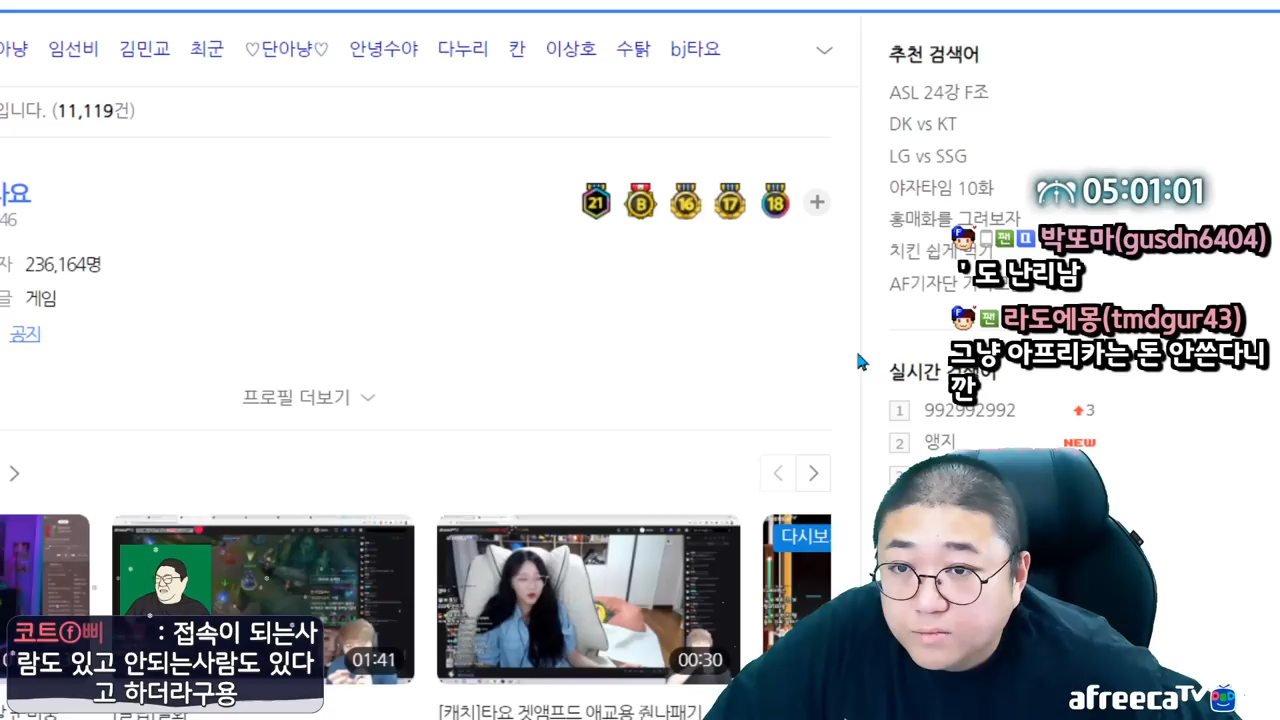 아냥 임선비 김민교 최군 ♡단아냥♡ 안녕수야 다누리 칸 이상호 수탉 bj타요
입니다. (11,119건)
타요
46
21 B 16 17 18 +
자 236,164명
글 게임
공지
프로필 더보기
추천 검색어
ASL 24강 F조
DK vs KT
LG vs SSG
야자타임 10화
홍매화를 그려보자
치킨 쉽게
AF기자단
05:01:01
박또마(gusdn6404)
' 도 난리남
라도에몽(tmdgur43)
그냥 아프리카는 돈 안쓴다니
깐
실시간 검색어
1 992992992 3
2 앵지 NEW
다시보
01:41
00:30
코트ⓕ삐 : 접속이 되는사
람도 있고 안되는사람도 있다
고 하더라구용
[캐치]타요 겟앰프드 애교용 춴나패기
afreecaTV